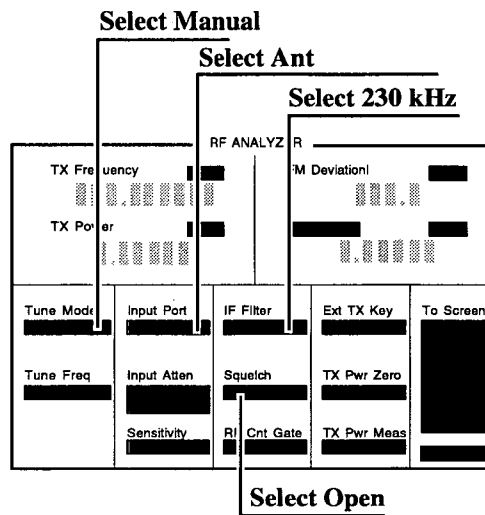 Select Manual
Select Ant
Select 230 kHz
RF ANALYZER
TX Frequency
FM Deviation
TX Power
Tune Mode
Input Port
IF Filter
Ext TX Key
To Screen
Tune Freq
Input Atten
Squelch
TX Pwr Zero
Sensitivity
RF Cnt Gate
TX Pwr Meas
Select Open